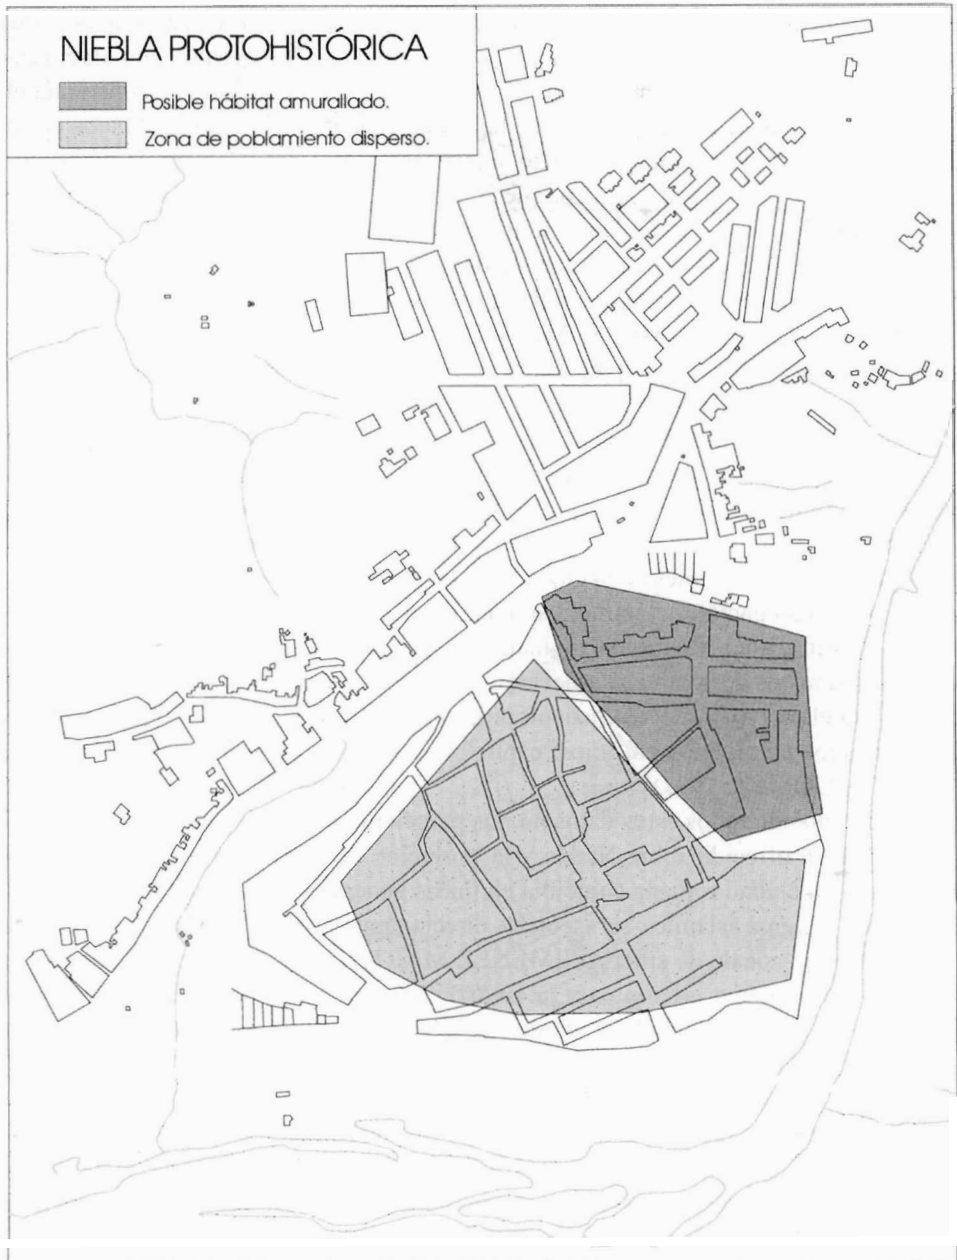 NIEBLA PROTOHISTÓRICA
Posible hábitat amurallado.
Zona de poblamiento disperso.